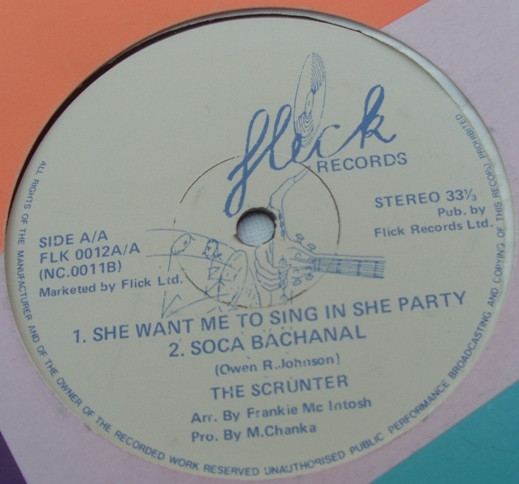 fleck
RECORDS
STEREO 33⅓
Pub. by
Flick Records Ltd.
SIDE A/A
FLK 0012A/A
(NC.0011B)
Marketed by Flick Ltd.
1. SHE WANT ME TO SING IN SHE PARTY
2. SOCA BACHANAL
(Owen R.Johnson)
THE SCRUNTER
Arr. By Frankie Mc Intosh
Pro. By M.Chanka
ALL RIGHTS OF THE MANUFACTURER AND OF THE OWNER OF THE RECORDED WORK RESERVED UNAUTHORISED PUBLIC PERFORMANCE BROADCASTING AND COPYING OF THIS RECORD PROHIBITED